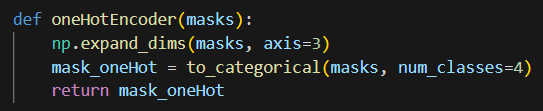 def oneHotEncoder(masks):
    np.expand_dims(masks, axis=3)
    mask_oneHot = to_categorical(masks, num_classes=4)
    return mask_oneHot